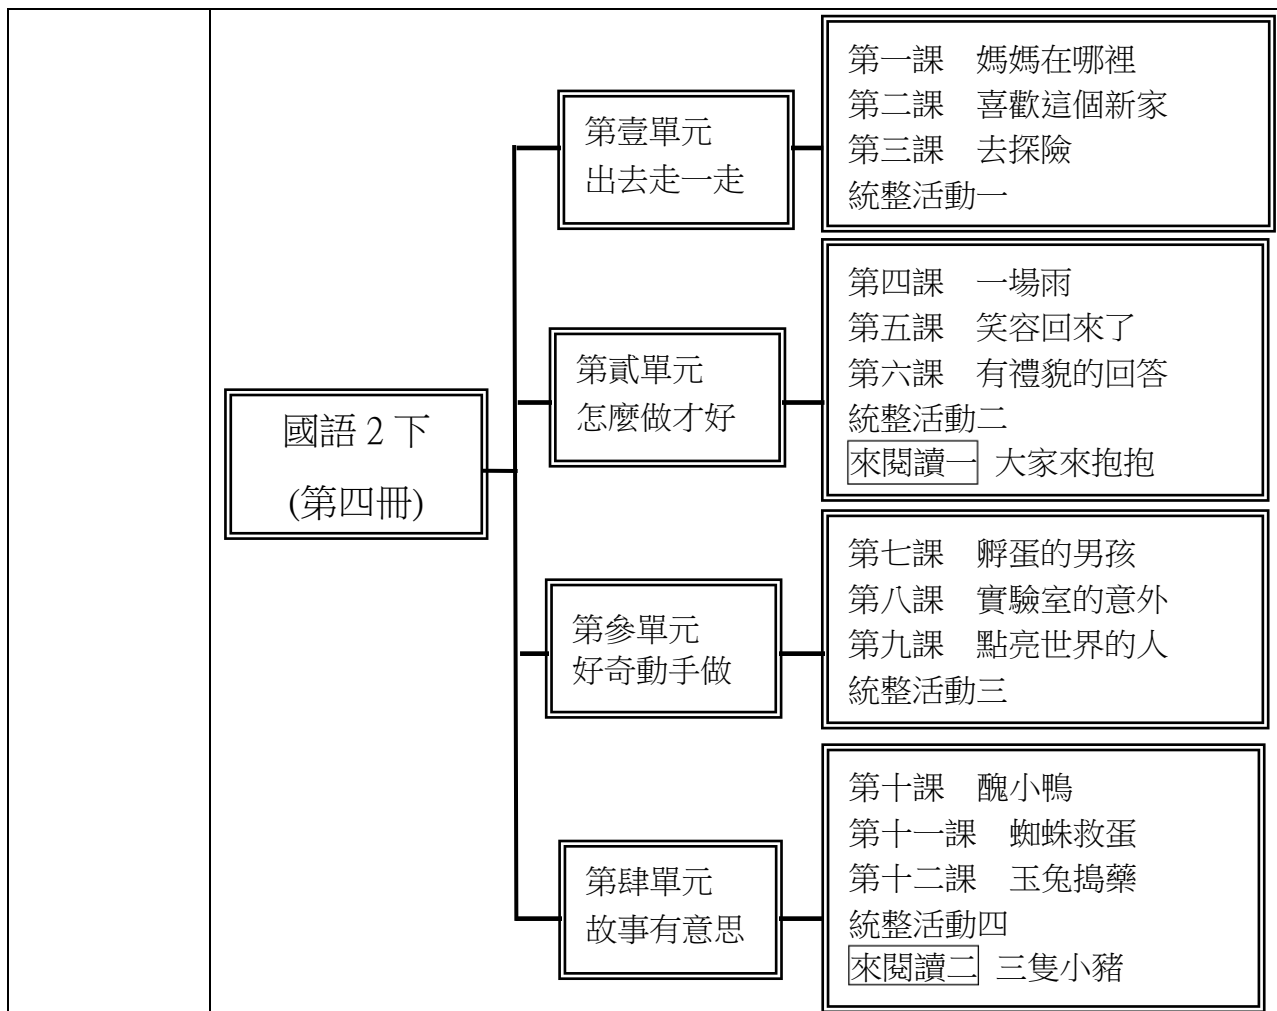 國語 2 下
(第四冊)
第壹單元
出去走一走
第一課　媽媽在哪裡
第二課　喜歡這個新家
第三課　去探險
統整活動一
第貳單元
怎麼做才好
第四課　一場雨
第五課　笑容回來了
第六課　有禮貌的回答
統整活動二
來閱讀一 大家來抱抱
第參單元
好奇動手做
第七課　孵蛋的男孩
第八課　實驗室的意外
第九課　點亮世界的人
統整活動三
第肆單元
故事有意思
第十課　醜小鴨
第十一課　蜘蛛救蛋
第十二課　玉兔搗藥
統整活動四
來閱讀二 三隻小豬